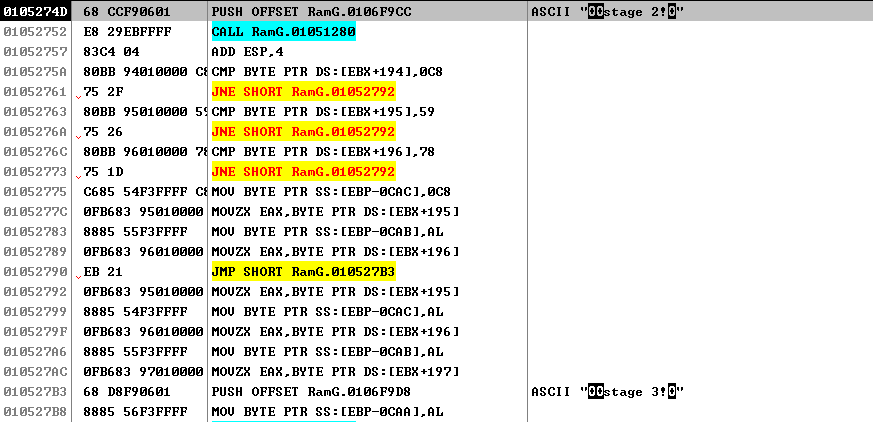 0105274D 68 CCF90601 PUSH OFFSET RamG.0106F9CC ASCII "00stage 2!0"
01052752 E8 29EBFFFF CALL RamG.01051280
01052757 83C4 04 ADD ESP,4
0105275A 80BB 94010000 C8 CMP BYTE PTR DS:[EBX+194],0C8
01052761 75 2F JNE SHORT RamG.01052792
01052763 80BB 95010000 59 CMP BYTE PTR DS:[EBX+195],59
0105276A 75 26 JNE SHORT RamG.01052792
0105276C 80BB 96010000 78 CMP BYTE PTR DS:[EBX+196],78
01052773 75 1D JNE SHORT RamG.01052792
01052775 C685 54F3FFFF C8 MOV BYTE PTR SS:[EBP-0CAC],0C8
0105277C 0FB683 95010000 MOVZX EAX,BYTE PTR DS:[EBX+195]
01052783 8885 55F3FFFF MOV BYTE PTR SS:[EBP-0CAB],AL
01052789 0FB683 96010000 MOVZX EAX,BYTE PTR DS:[EBX+196]
01052790 EB 21 JMP SHORT RamG.010527B3
01052792 0FB683 95010000 MOVZX EAX,BYTE PTR DS:[EBX+195]
01052799 8885 54F3FFFF MOV BYTE PTR SS:[EBP-0CAC],AL
0105279F 0FB683 96010000 MOVZX EAX,BYTE PTR DS:[EBX+196]
010527A6 8885 55F3FFFF MOV BYTE PTR SS:[EBP-0CAB],AL
010527AC 0FB683 97010000 MOVZX EAX,BYTE PTR DS:[EBX+197]
010527B3 68 D8F90601 PUSH OFFSET RamG.0106F9D8 ASCII "00stage 3!0"
010527B8 8885 56F3FFFF MOV BYTE PTR SS:[EBP-0CAA],AL